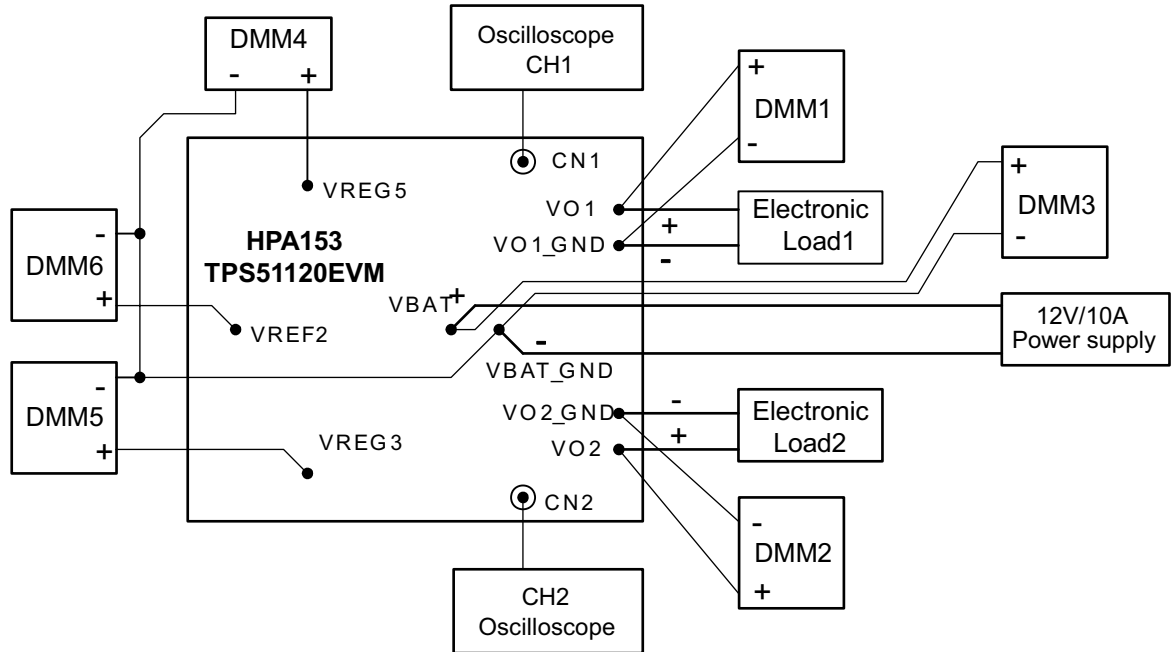 DMM4
- +
Oscilloscope
CH1
+
DMM1
-
CN1
VREG5
+
DMM3
-
VO1
VO1_GND
+
-
Electronic
Load1
-
DMM6
+
HPA153
TPS51120EVM
VBAT
+
VREF2
-
VBAT_GND
12V/10A
Power supply
-
DMM5
+
VREG3
VO2_GND
-
VO2
+
Electronic
Load2
CN2
-
DMM2
+
CH2
Oscilloscope